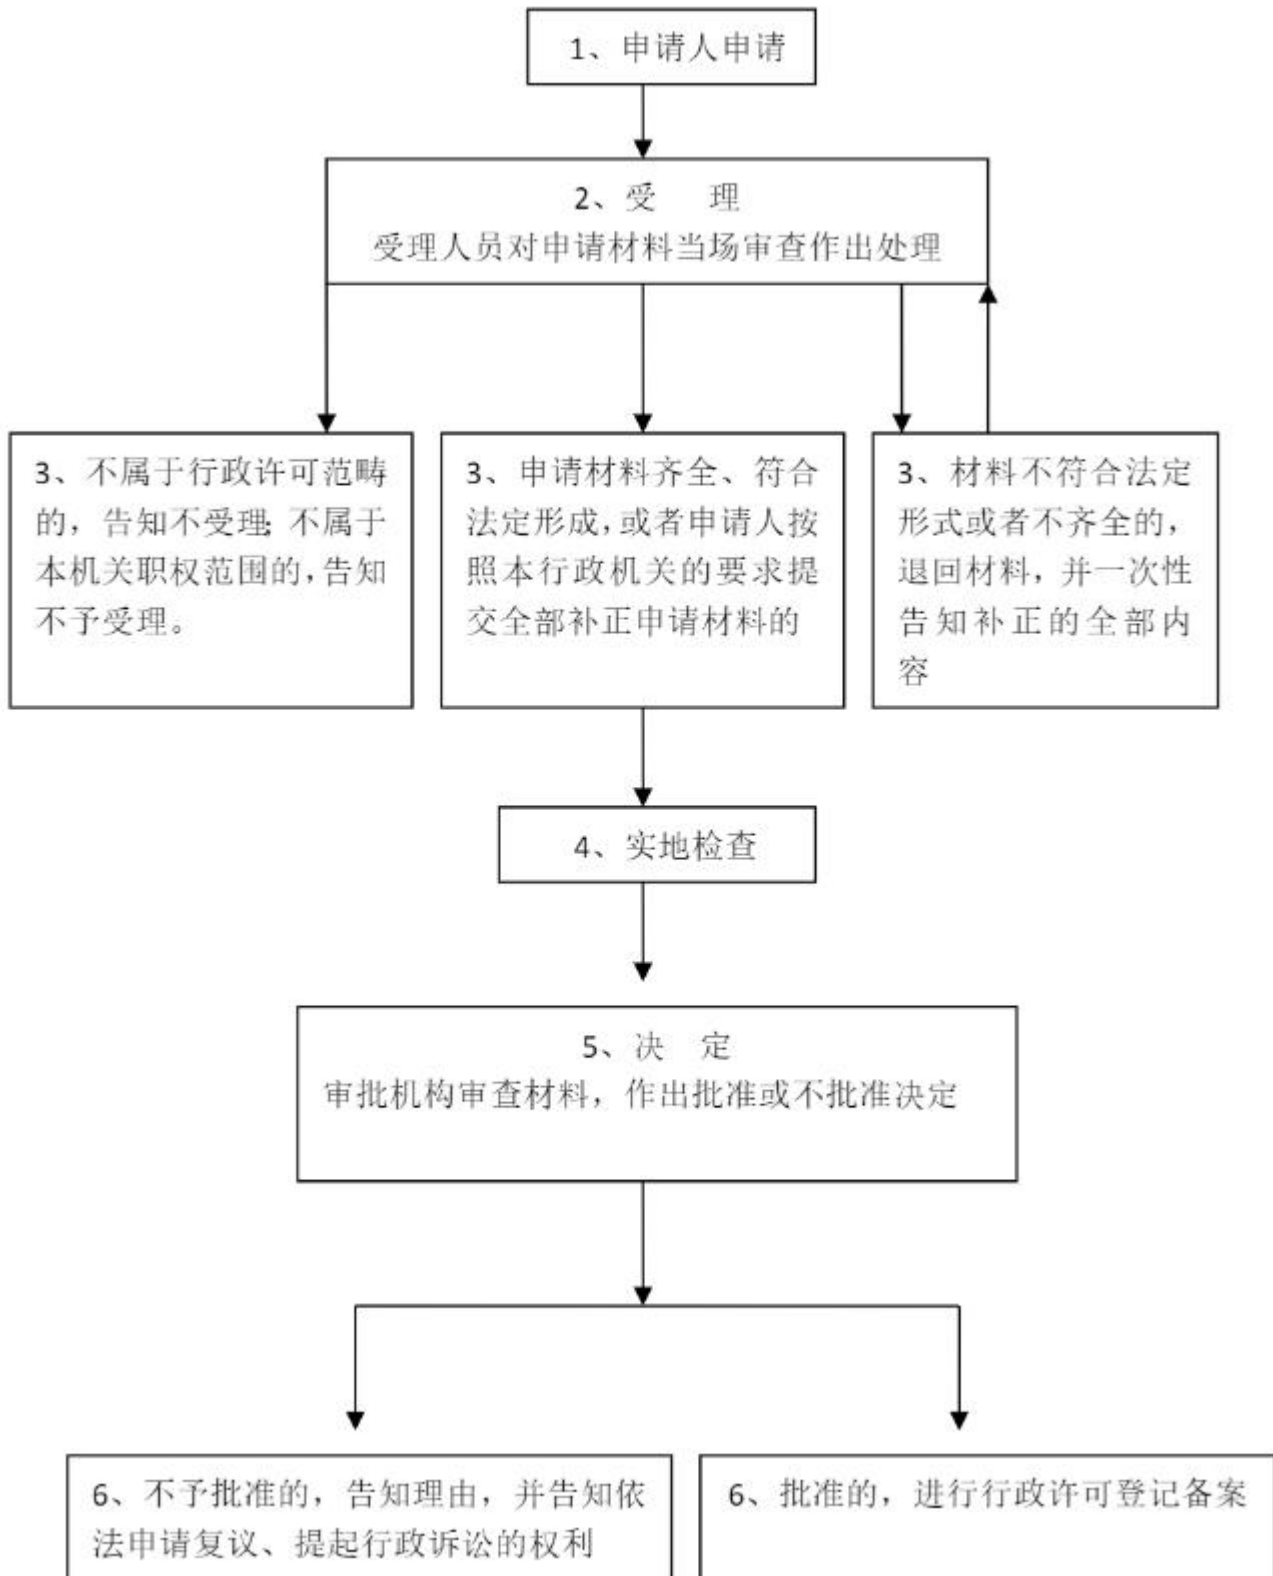 1、申请人申请
2、受 理
受理人员对申请材料当场审查作出处理
3、不属于行政许可范畴
的，告知不受理；不属于
本机关职权范围的，告知
不予受理。
3、申请材料齐全、符合
法定形成，或者申请人按
照本行政机关的要求提
交全部补正申请材料的
3、材料不符合法定
形式或者不齐全的，
退回材料，并一次性
告知补正的全部内
容
4、实地检查
5、决 定
审批机构审查材料，作出批准或不批准决定
6、不予批准的，告知理由，并告知依
法申请复议、提起行政诉讼的权利
6、批准的，进行行政许可登记备案